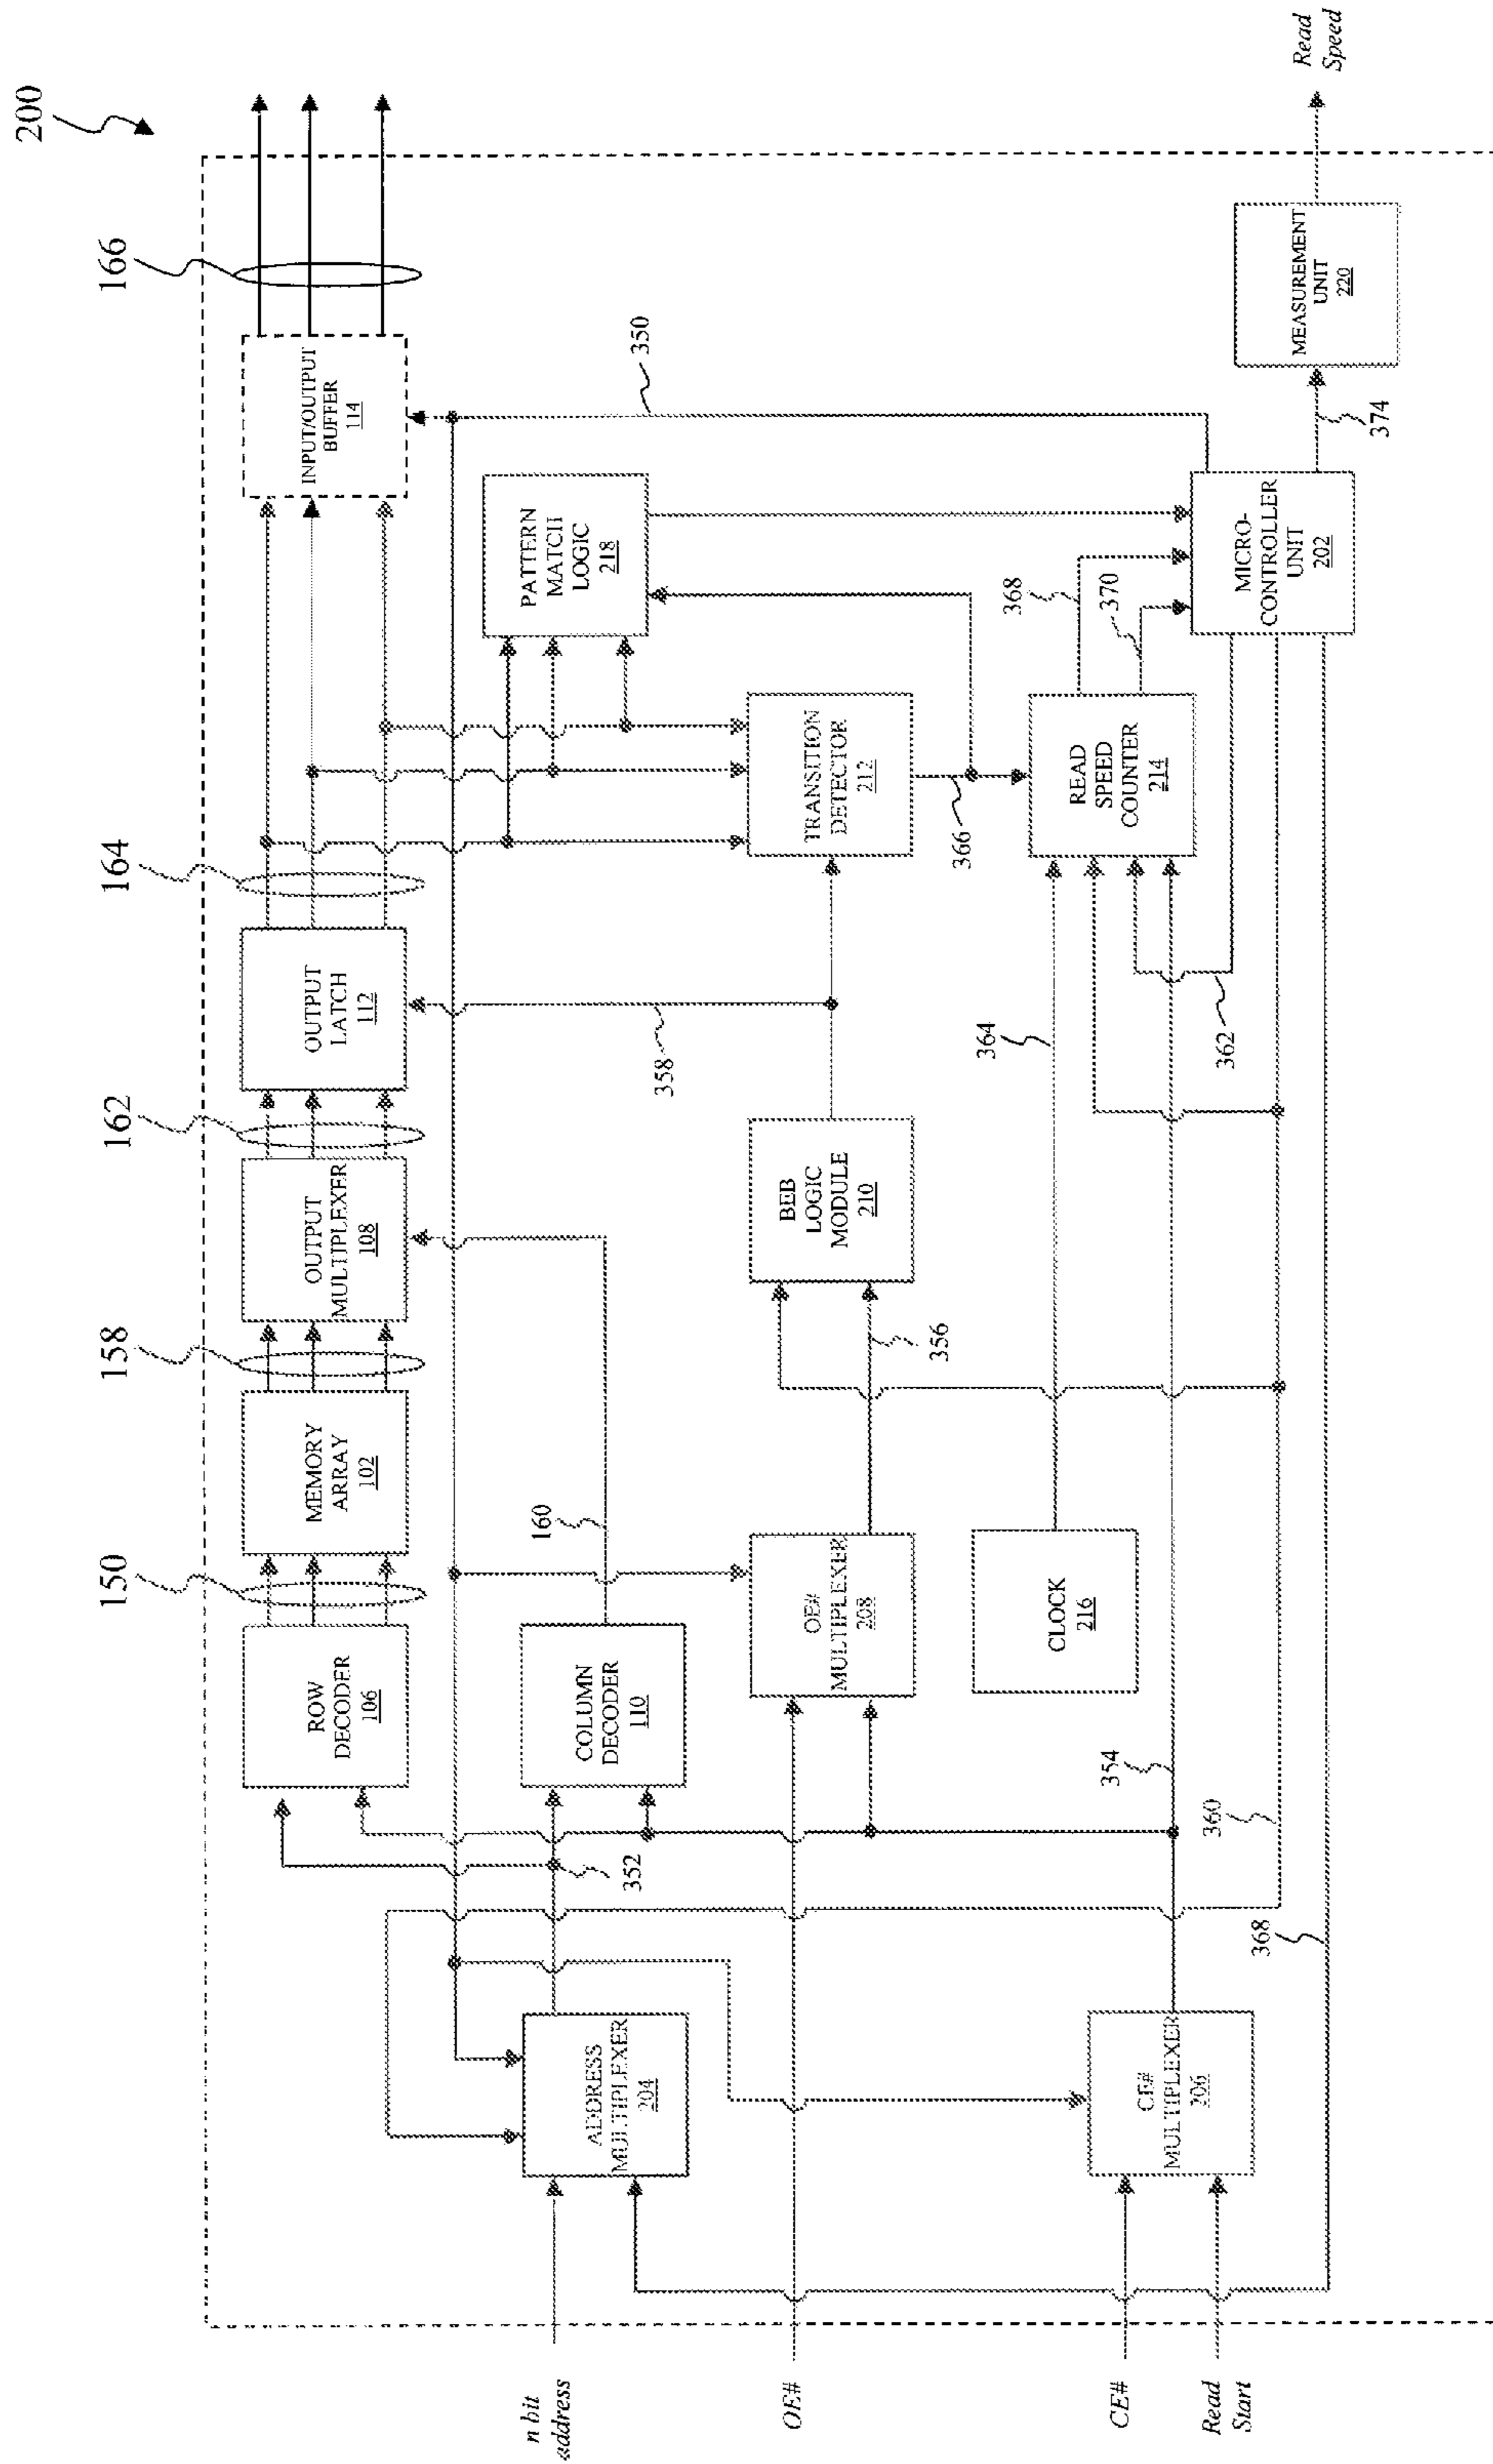 200
150
158
162
164
166
ROW
DECODER
106
MEMORY
ARRAY
102
OUTPUT
MULTIPLEXER
108
OUTPUT
LATCH
112
INPUT/OUTPUT
BUFFER
114
n bit
address
ADDRESS
MULTIPLEXER
204
352
COLUMN
DECODER
110
160
358
PATTERN
MATCH
LOGIC
218
350
OE#
OE#
MULTIPLEXER
208
356
BEB
LOGIC
MODULE
210
TRANSITION
DETECTOR
212
366
CLOCK
216
364
READ
SPEED
COUNTER
214
368
370
CE#
Read
Start
CE#
MULTIPLEXER
206
354
360
362
368
MICRO-
CONTROLLER
UNIT
202
374
MEASUREMENT
UNIT
220
Read
Speed